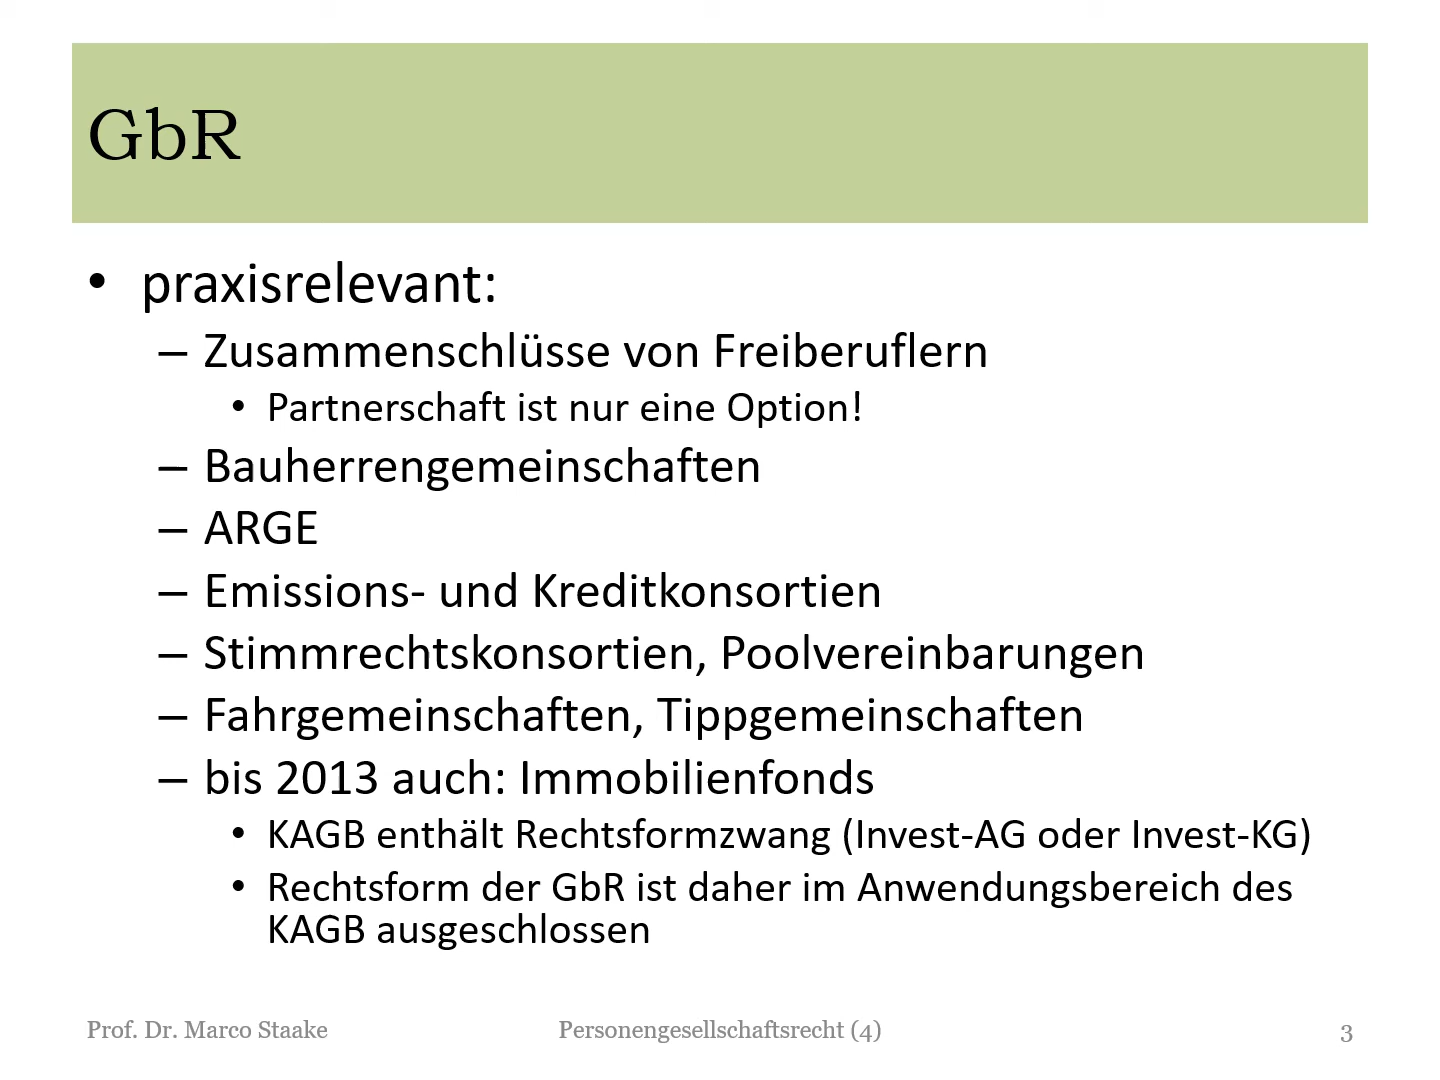 GbR
• praxisrelevant:
– Zusammenschlüsse von Freiberuflern
• Partnerschaft ist nur eine Option!
– Bauherrengemeinschaften
– ARGE
– Emissions- und Kreditkonsortien
– Stimmrechtskonsortien, Poolvereinbarungen
– Fahrgemeinschaften, Tippgemeinschaften
– bis 2013 auch: Immobilienfonds
• KAGB enthält Rechtsformzwang (Invest-AG oder Invest-KG)
• Rechtsform der GbR ist daher im Anwendungsbereich des
KAGB ausgeschlossen
Prof. Dr. Marco Staake
Personengesellschaftsrecht (4)
3